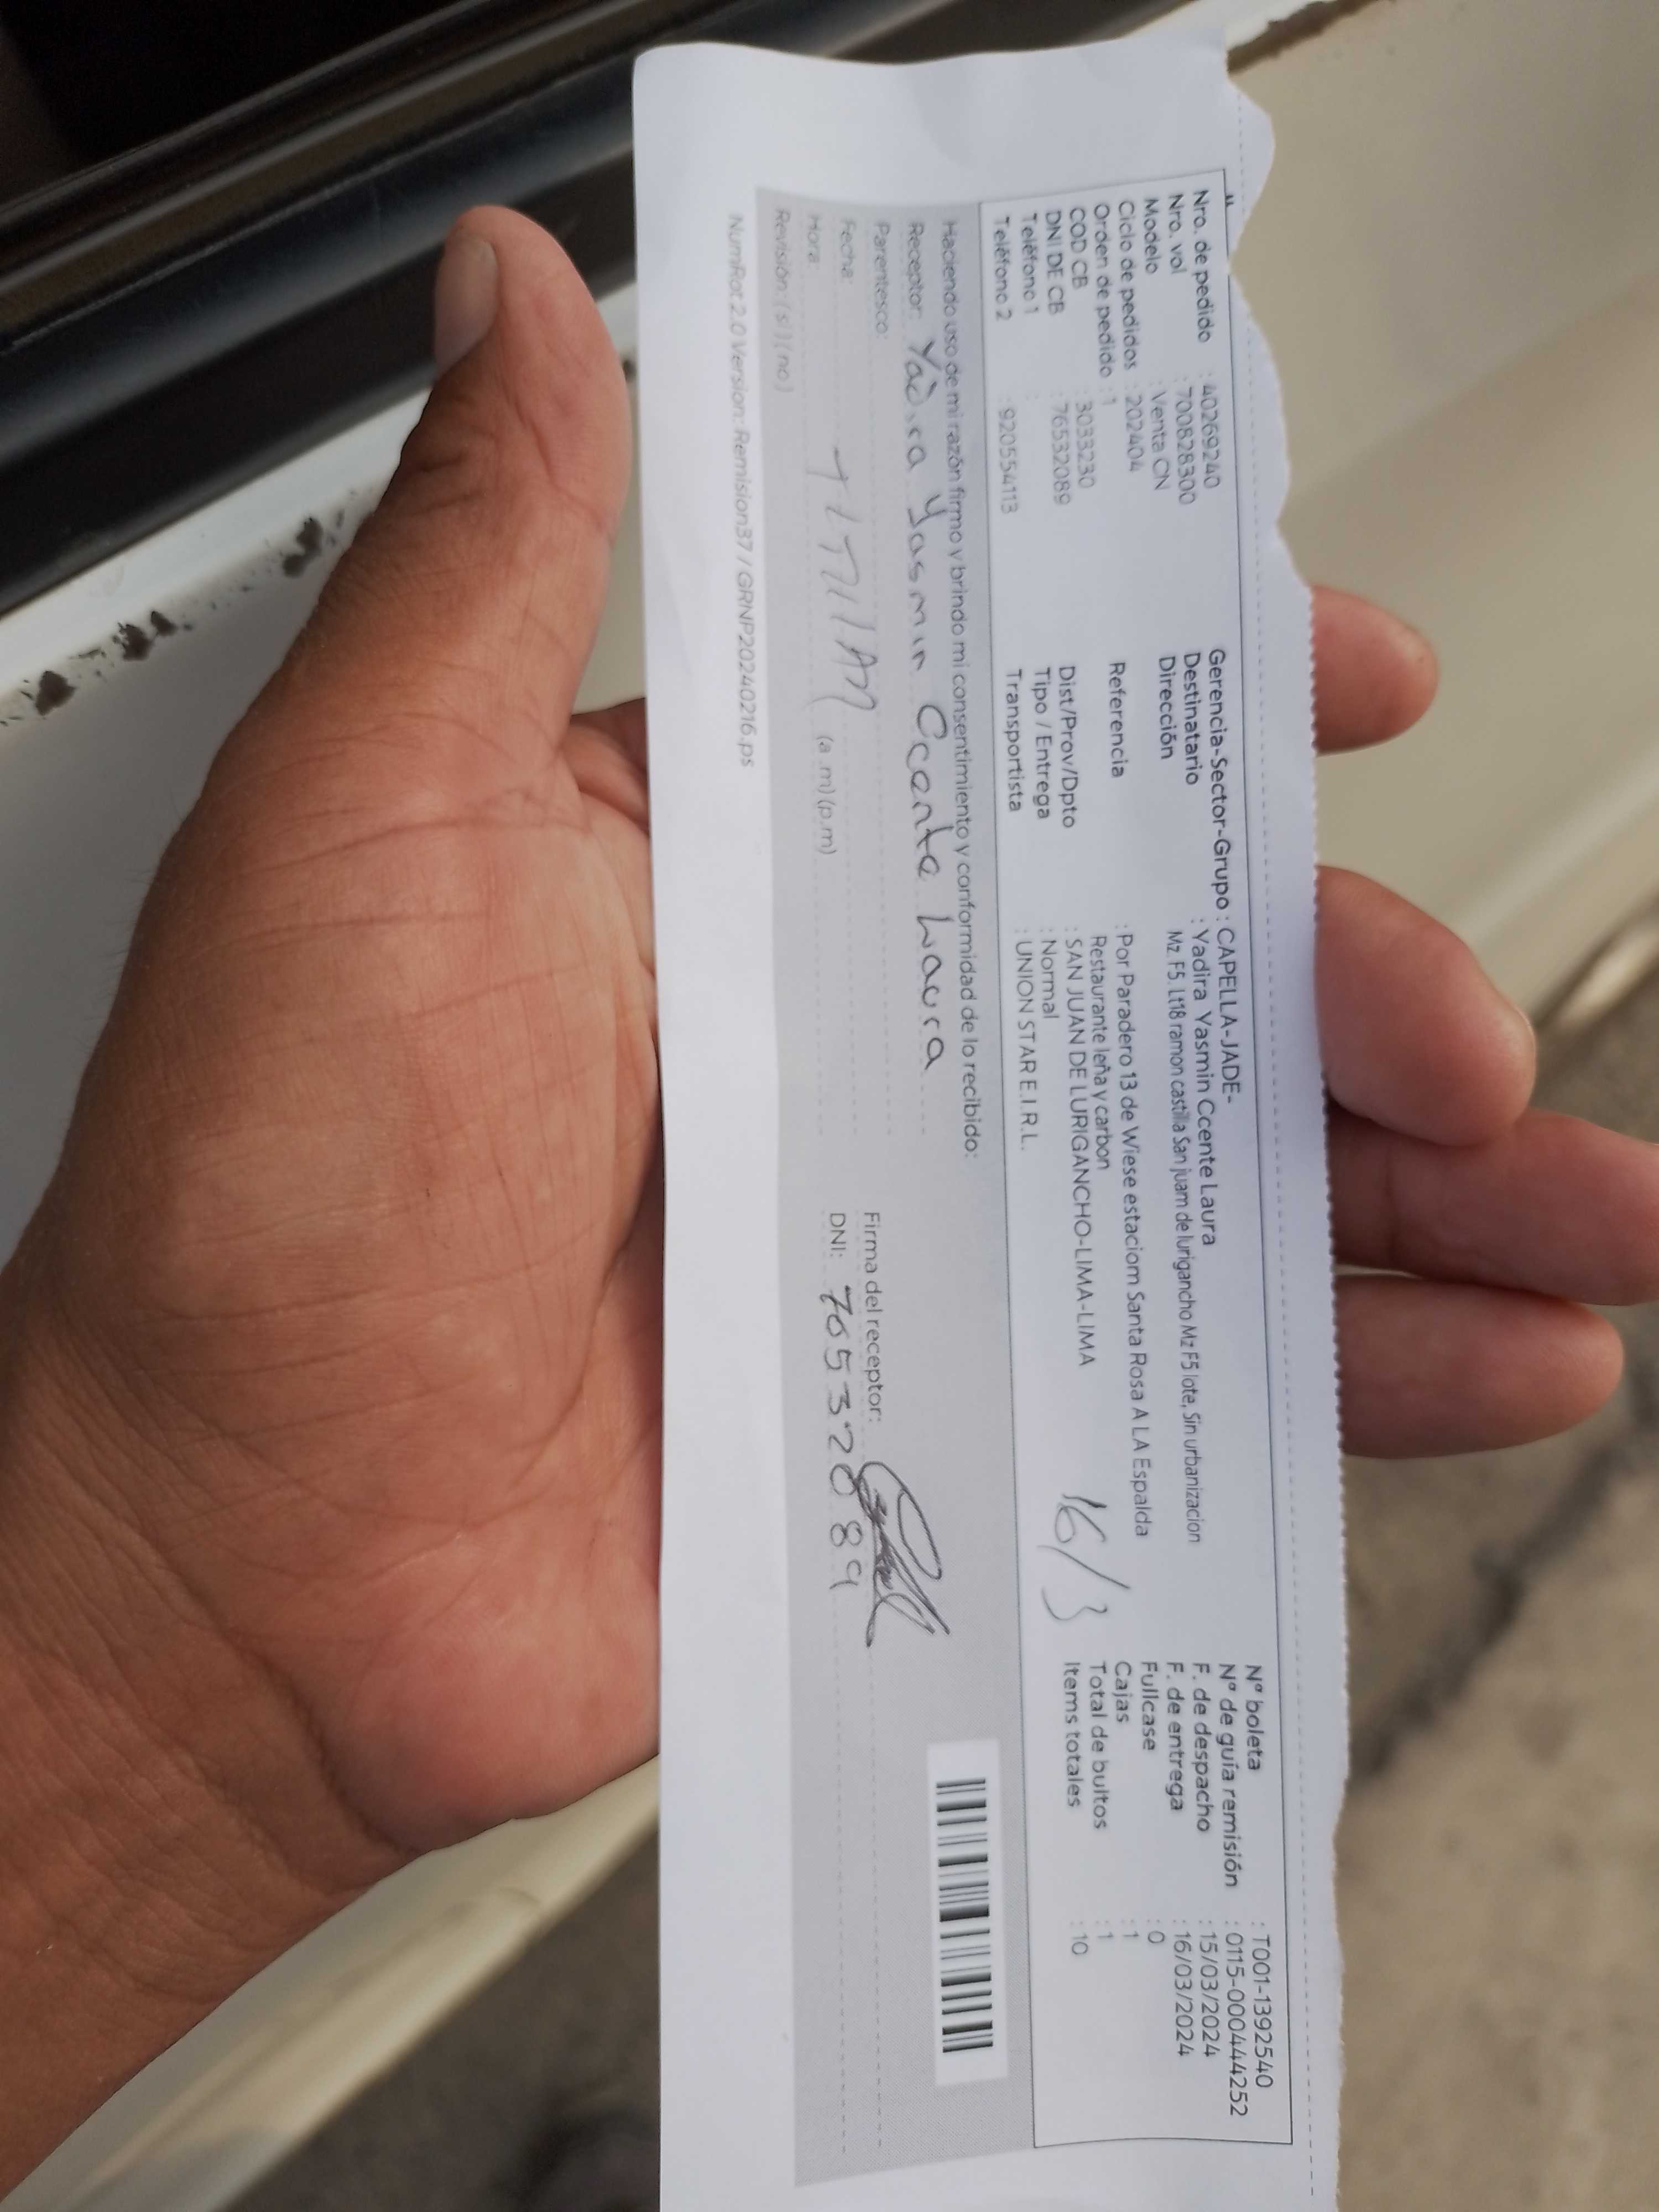 Nro. de pedido : 40269240
Nro. vol : 700828300
Modelo : Venta CN
Ciclo de pedidos : 202404
Orden de pedido : 1
COD CB : 3033230
DNI DE CB : 76532089
Teléfono 1 :
Teléfono 2 : 920554113
Gerencia-Sector-Grupo : CAPELLA-JADE-
Destinatario : Yadira Yasmin Ccente Laura
Dirección Mz. F5. Lt18 ramon castilla San juam de lurigancho Mz F5 lote, Sin urbanizacion
Referencia : Por Paradero 13 de Wiese estaciom Santa Rosa A LA Espalda
Restaurante leña y carbon
Dist/Prov/Dpto : SAN JUAN DE LURIGANCHO-LIMA-LIMA
Tipo / Entrega : Normal
Transportista : UNION STAR E.I.R.L.
16/3
Nº boleta : T001-1392540
Nº de guía remisión : 0115-000444252
F. de despacho : 15/03/2024
F. de entrega : 16/03/2024
Fullcase : 0
Cajas : 1
Total de bultos : 1
Items totales : 10
Haciendo uso de mi razón firmo y brindo mi consentimiento y conformidad de lo recibido:
Receptor: Yadira Yasmin Ccente Laura
Parentesco:
Fecha:
Hora: (a.m)(p.m)
Revisión: (si)(no)
Firma del receptor:
DNI: 76532089
NumRot 2.0 Version: Remision37 / GRNP20240216.ps